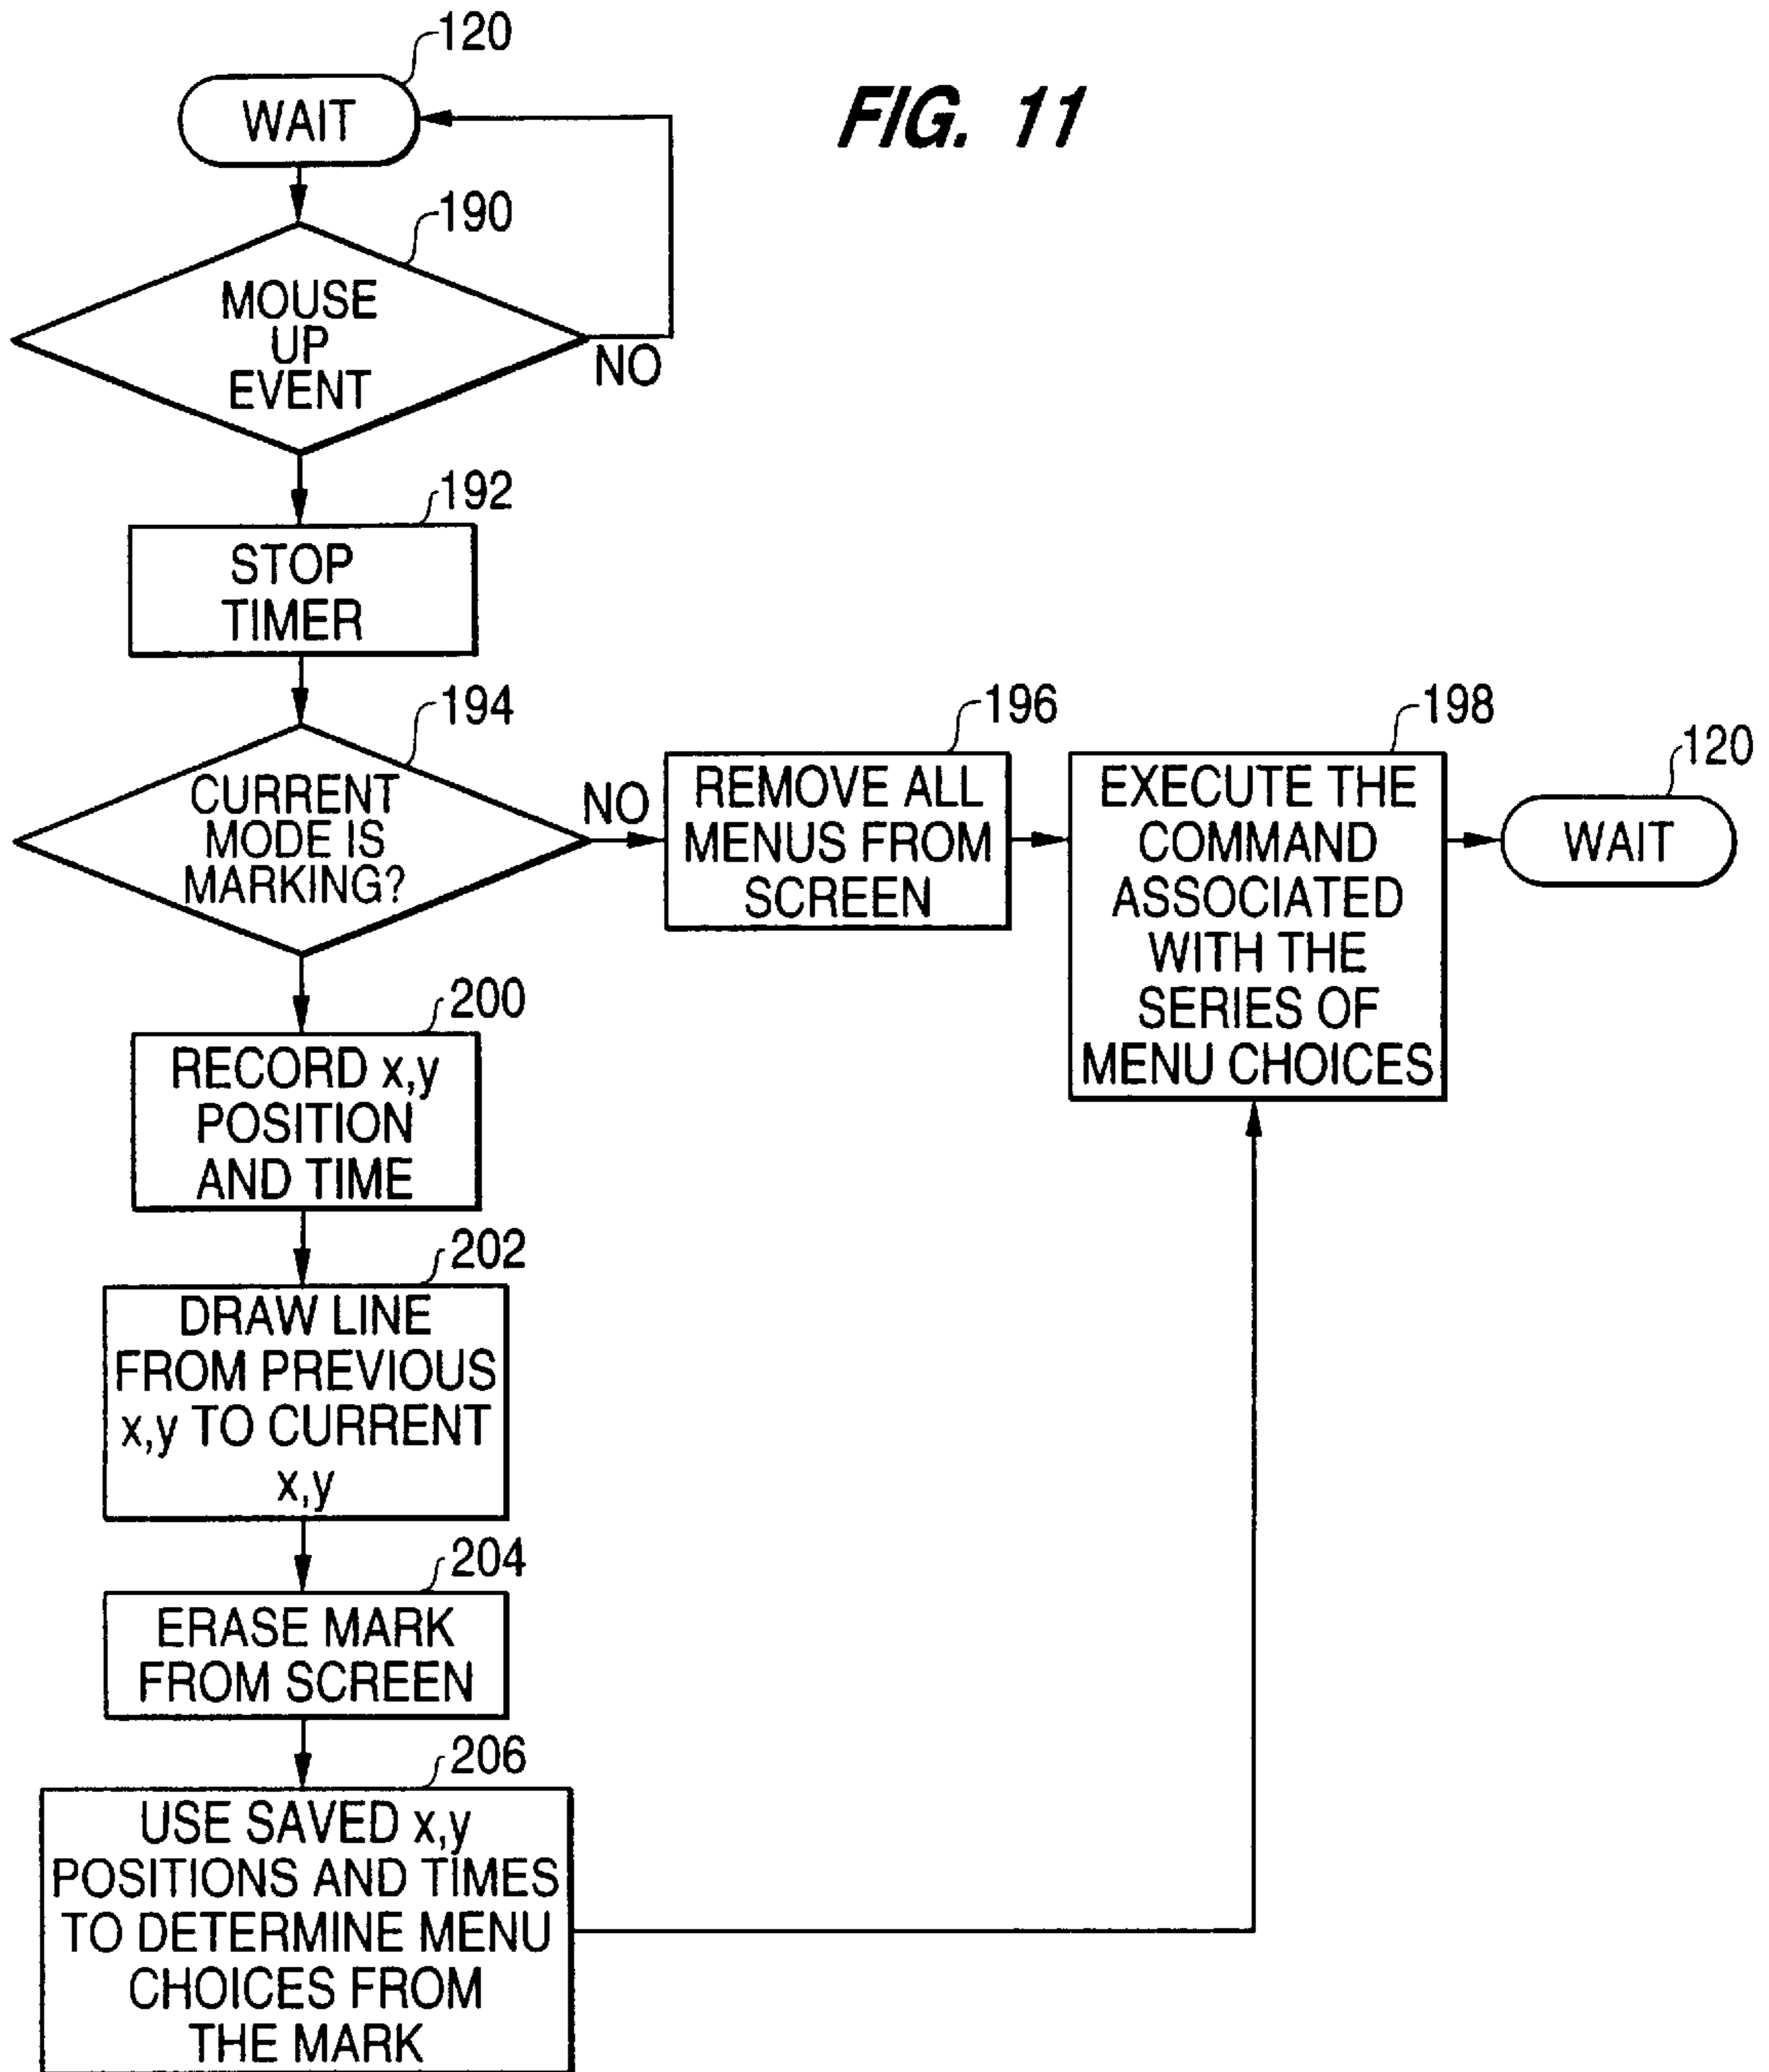 FIG. 11
120
WAIT
190
MOUSE
UP
EVENT
NO
192
STOP
TIMER
194
CURRENT
MODE IS
MARKING?
NO
196
REMOVE ALL
MENUS FROM
SCREEN
198
EXECUTE THE
COMMAND
ASSOCIATED
WITH THE
SERIES OF
MENU CHOICES
120
WAIT
200
RECORD x,y
POSITION
AND TIME
202
DRAW LINE
FROM PREVIOUS
x,y TO CURRENT
x,y
204
ERASE MARK
FROM SCREEN
206
USE SAVED x,y
POSITIONS AND TIMES
TO DETERMINE MENU
CHOICES FROM
THE MARK